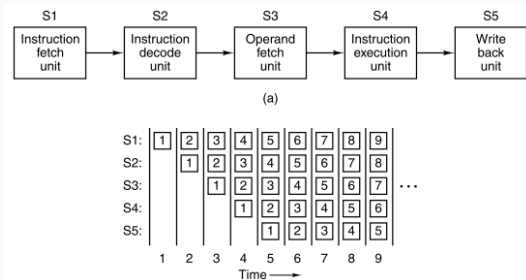 S1 S2 S3 S4 S5
Instruction fetch unit
Instruction decode unit
Operand fetch unit
Instruction execution unit
Write back unit
(a)
S1: 1 2 3 4 5 6 7 8 9
S2: 1 2 3 4 5 6 7 8
S3: 1 2 3 4 5 6 7 ...
S4: 1 2 3 4 5 6
S5: 1 2 3 4 5
1 2 3 4 5 6 7 8 9
Time